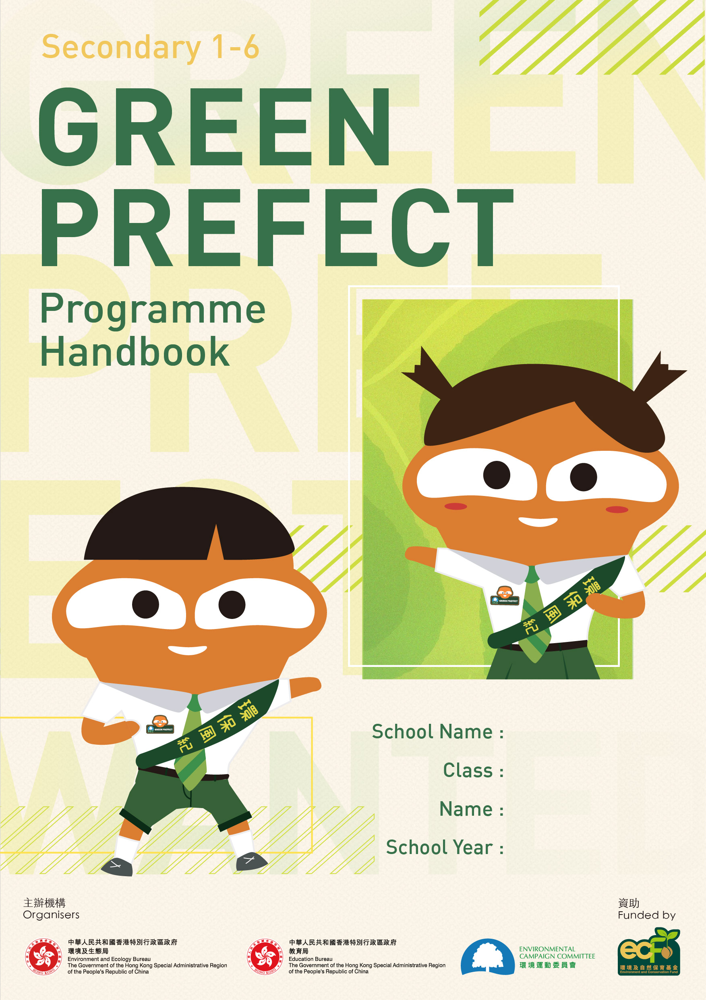 Secondary 1-6
GREEN
PREFECT
Programme
Handbook
GREEN PREFECT
環保風紀
ECC GREEN PREFECT
環保風紀
School Name :
Class :
Name :
School Year :
主辦機構
Organisers
中華人民共和國香港特別行政區政府
環境及生態局
Environment and Ecology Bureau
The Government of the Hong Kong Special Administrative Region
of the People's Republic of China
HONG KONG
中華人民共和國香港特別行政區政府
教育局
Education Bureau
The Government of the Hong Kong Special Administrative Region
of the People's Republic of China
HONG KONG
ENVIRONMENTAL
CAMPAIGN COMMITTEE
環境運動委員會
資助
Funded by
ecf
環境及自然保育基金
Environment and Conservation Fund